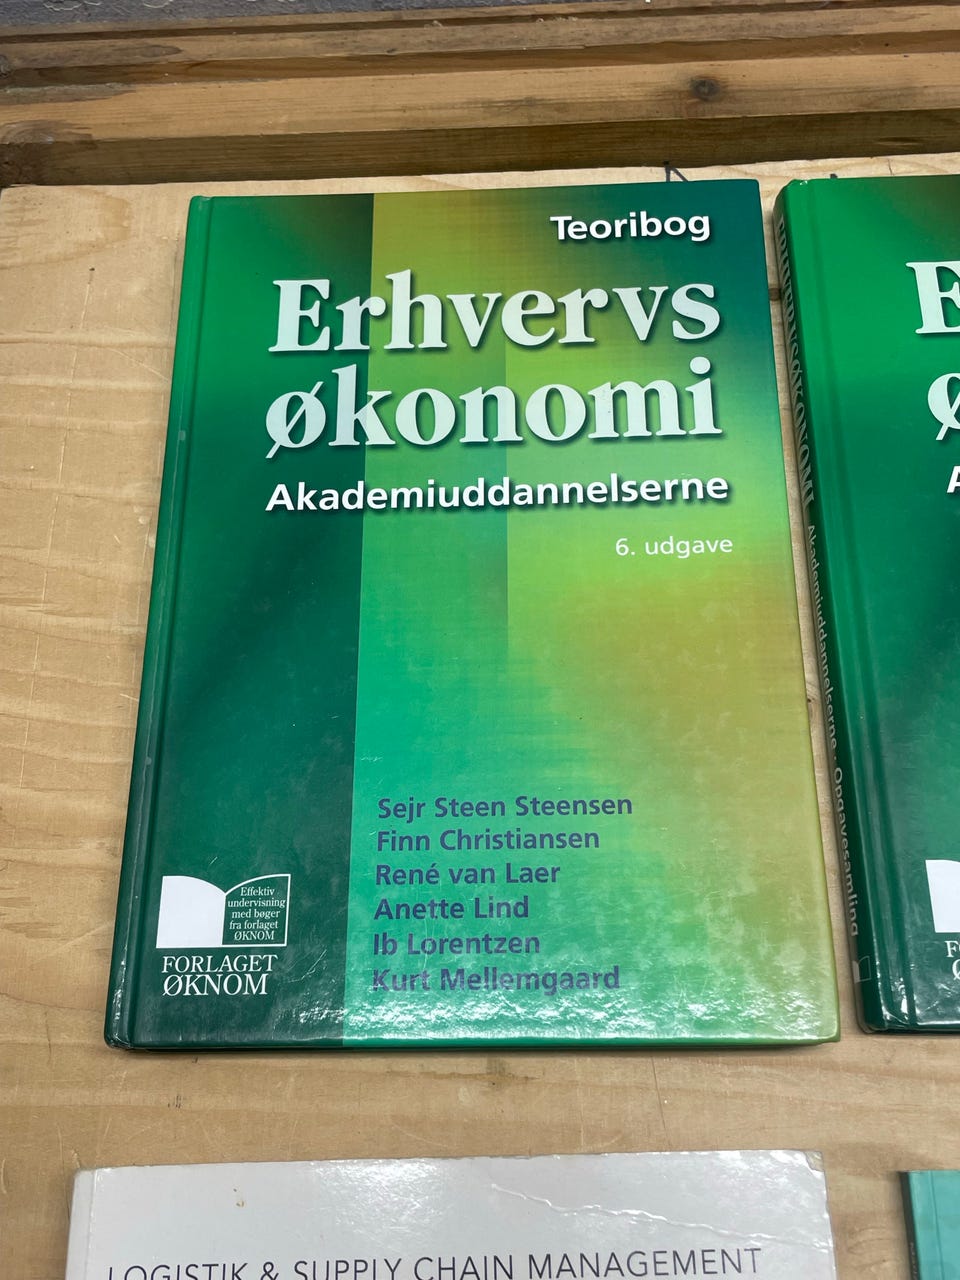 Teoribog
Erhvervs
økonomi
Akademiuddannelserne
6. udgave
Sejr Steen Steensen
Finn Christiansen
René van Laer
Anette Lind
Ib Lorentzen
Kurt Mellemgaard
Effektiv
undervisning
med bøger
fra forlaget
ØKNOM
FORLAGET
ØKNOM
ERHVERVSØKONOMI Akademiuddannelserne · Opgavesamling
E
ø
A
F
Ø
LOGISTIK & SUPPLY CHAIN MANAGEMENT